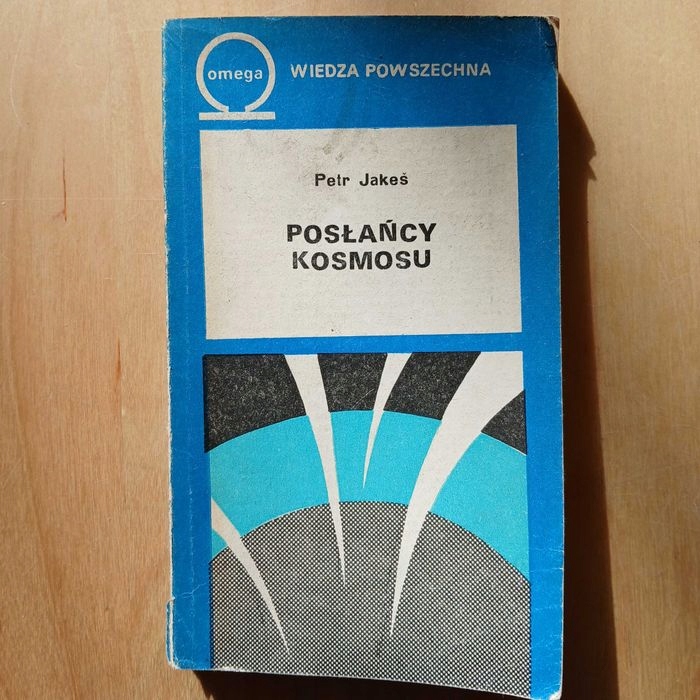 omega
WIEDZA POWSZECHNA
Petr Jakeš
POSŁAŃCY
KOSMOSU